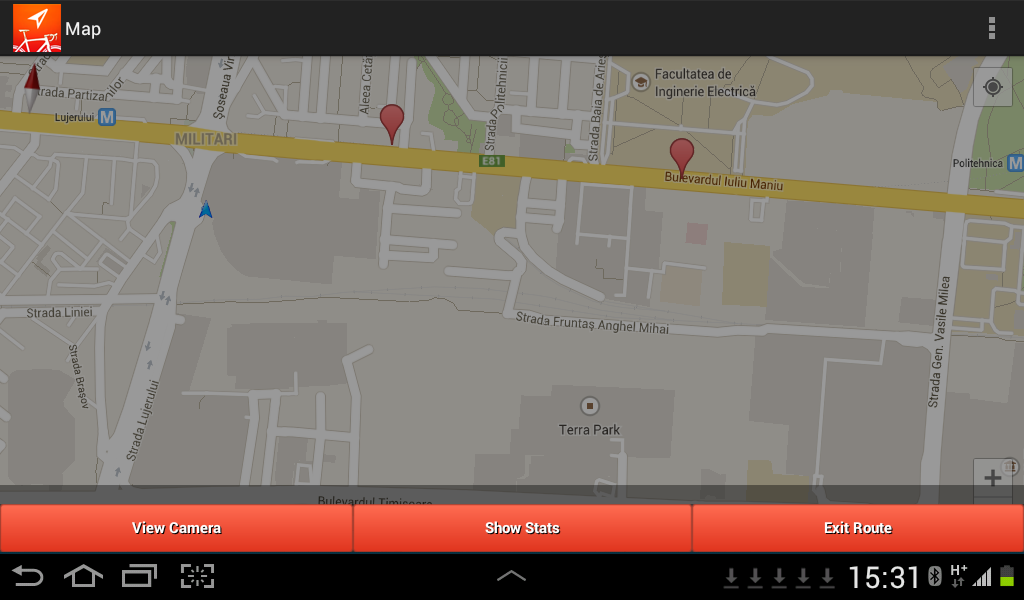 Map
Strada Partizanilor
Lujerului M
Șoseaua Vir
MILITARI
Aleea Cetă
Strada Politehnicii
Strada Baia de Arieș
Facultatea de
Inginerie Electrică
E81
Bulevardul Iuliu Maniu
Politehnica M
Strada Liniei
Strada Brașov
Strada Lujerului
Strada Fruntaș Anghel Mihai
Strada Gen. Vasile Milea
Terra Park
Bulevardul Timișoara
+
View Camera
Show Stats
Exit Route
15:31
H+